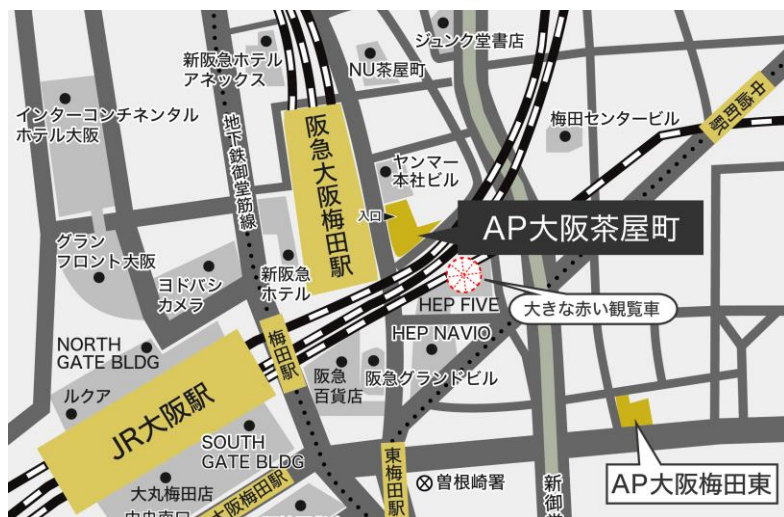 ジュンク堂書店
新阪急ホテル
アネックス
NU茶屋町
インターコンチネンタル
ホテル大阪
梅田センタービル
中崎町駅
地下鉄御堂筋線
阪急大阪梅田駅
ヤンマー
本社ビル
入口
AP大阪茶屋町
グラン
フロント大阪
ヨドバシ
カメラ
新阪急
ホテル
HEP FIVE
大きな赤い観覧車
HEP NAVIO
NORTH
GATE BLDG
梅田駅
阪急
百貨店
阪急グランドビル
ルクア
JR大阪駅
SOUTH
GATE BLDG
大丸梅田店
大阪梅田駅
東梅田駅
曽根崎署
新御堂
AP大阪梅田東
中央南口